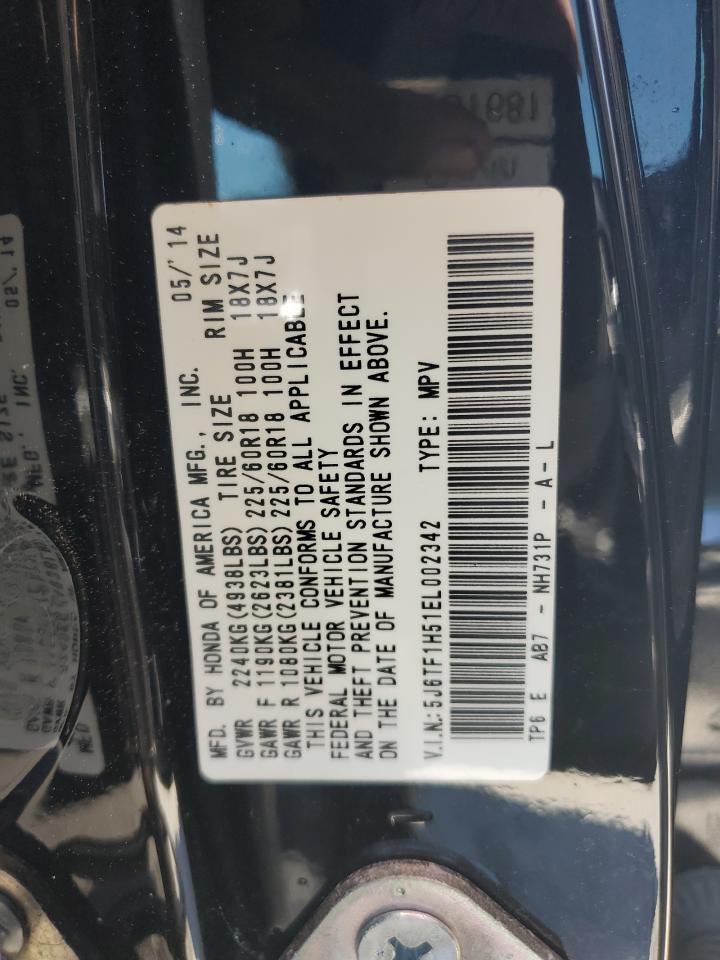 MFD. BY HONDA OF AMERICA MFG., INC. 05/'14
GVWR 2240KG(4938LBS) TIRE SIZE RIM SIZE
GAWR F 1190KG(2623LBS) 225/60R18 100H 18X7J
GAWR R 1080KG(2381LBS) 225/60R18 100H 18X7J
THIS VEHICLE CONFORMS TO ALL APPLICABLE
FEDERAL MOTOR VEHICLE SAFETY
AND THEFT PREVENTION STANDARDS IN EFFECT
ON THE DATE OF MANUFACTURE SHOWN ABOVE.
V.I.N.:5J6TF1H51EL002342 TYPE: MPV
TP6 E AB7 - NH731P - A - L